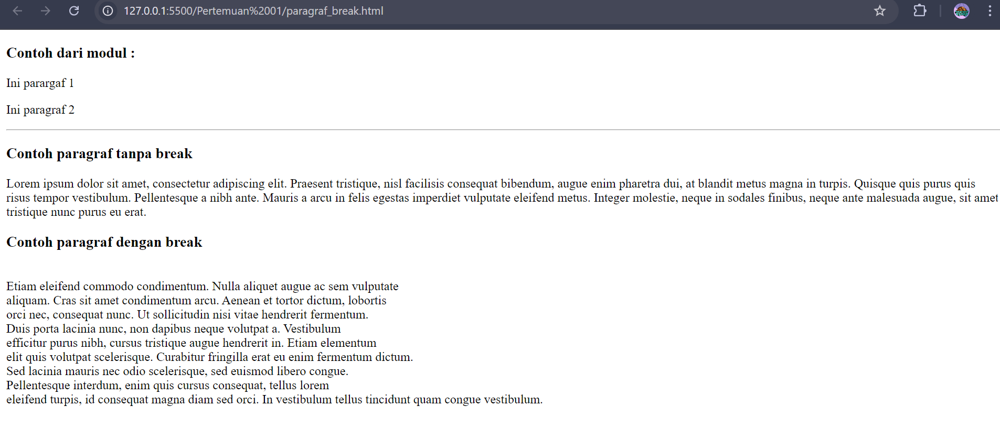 127.0.0.1:5500/Pertemuan%2001/paragraf_break.html
Contoh dari modul :
Ini parargaf 1
Ini paragraf 2
Contoh paragraf tanpa break
Lorem ipsum dolor sit amet, consectetur adipiscing elit. Praesent tristique, nisl facilisis consequat bibendum, augue enim pharetra dui, at blandit metus magna in turpis. Quisque quis purus quis
risus tempor vestibulum. Pellentesque a nibh ante. Mauris a arcu in felis egestas imperdiet vulputate eleifend metus. Integer molestie, neque in sodales finibus, neque ante malesuada augue, sit amet
tristique nunc purus eu erat.
Contoh paragraf dengan break
Etiam eleifend commodo condimentum. Nulla aliquet augue ac sem vulputate
aliquam. Cras sit amet condimentum arcu. Aenean et tortor dictum, lobortis
orci nec, consequat nunc. Ut sollicitudin nisi vitae hendrerit fermentum.
Duis porta lacinia nunc, non dapibus neque volutpat a. Vestibulum
efficitur purus nibh, cursus tristique augue hendrerit in. Etiam elementum
elit quis volutpat scelerisque. Curabitur fringilla erat eu enim fermentum dictum.
Sed lacinia mauris nec odio scelerisque, sed euismod libero congue.
Pellentesque interdum, enim quis cursus consequat, tellus lorem
eleifend turpis, id consequat magna diam sed orci. In vestibulum tellus tincidunt quam congue vestibulum.